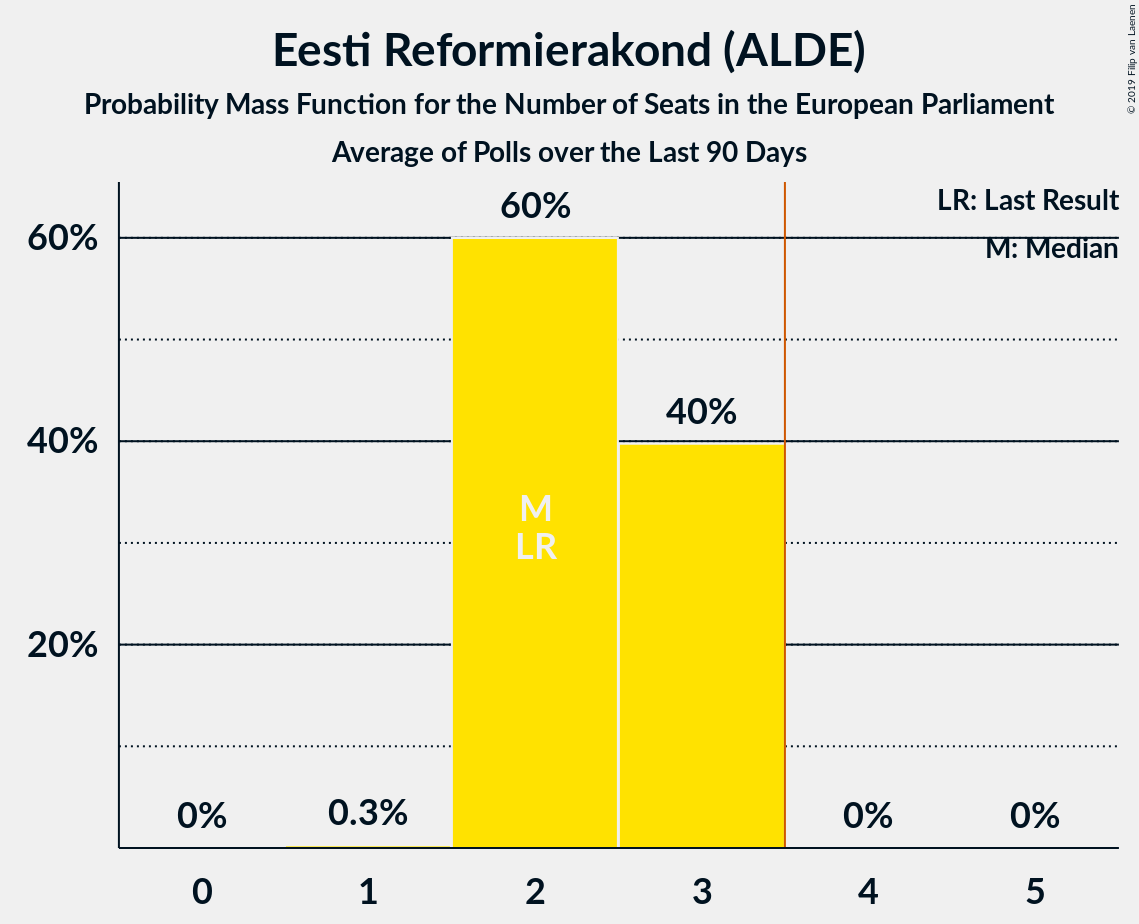 Eesti Reformierakond (ALDE)
Probability Mass Function for the Number of Seats in the European Parliament
Average of Polls over the Last 90 Days
© 2019 Filip van Laenen
LR: Last Result
M: Median
60%
40%
20%
0%
0.3%
60%
M
LR
40%
0%
0%
0
1
2
3
4
5